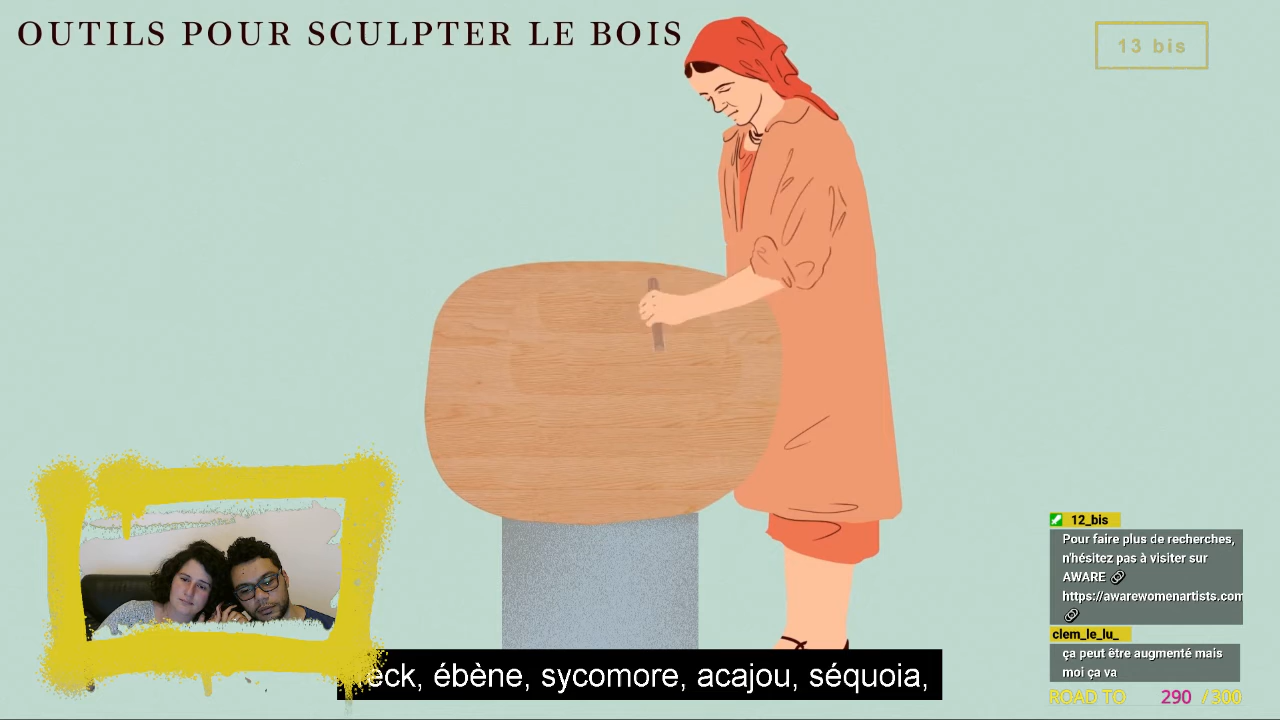 OUTILS POUR SCULPTER LE BOIS
13 bis
12_bis
Pour faire plus de recherches,
n'hésitez pas à visiter sur
AWARE
https://awarewomenartists.com
clem_le_lu_
ça peut être augmenté mais
moi ça va
eck, ébène, sycomore, acajou, séquoia,
ROAD TO 290 / 300